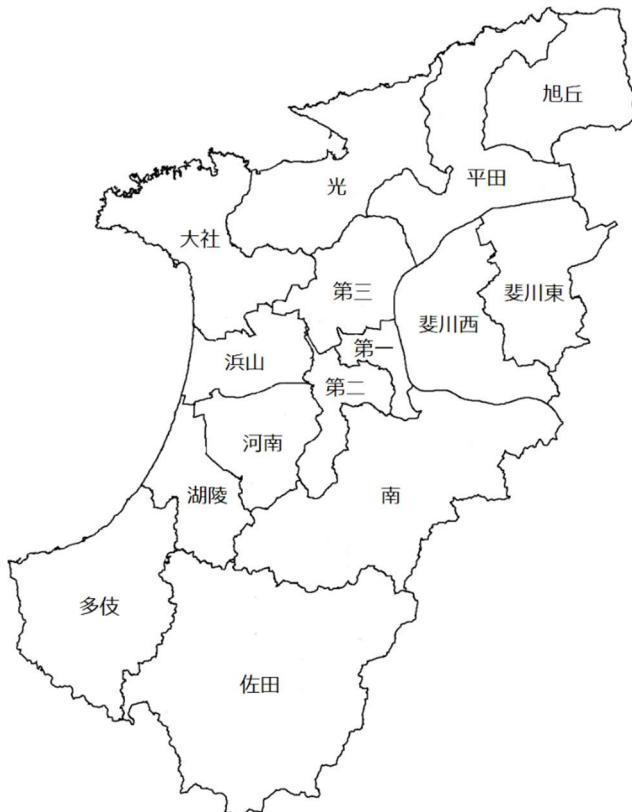 旭丘
平田
光
大社
第三
斐川東
斐川西
第一
浜山
第二
河南
湖陵
南
多伎
佐田